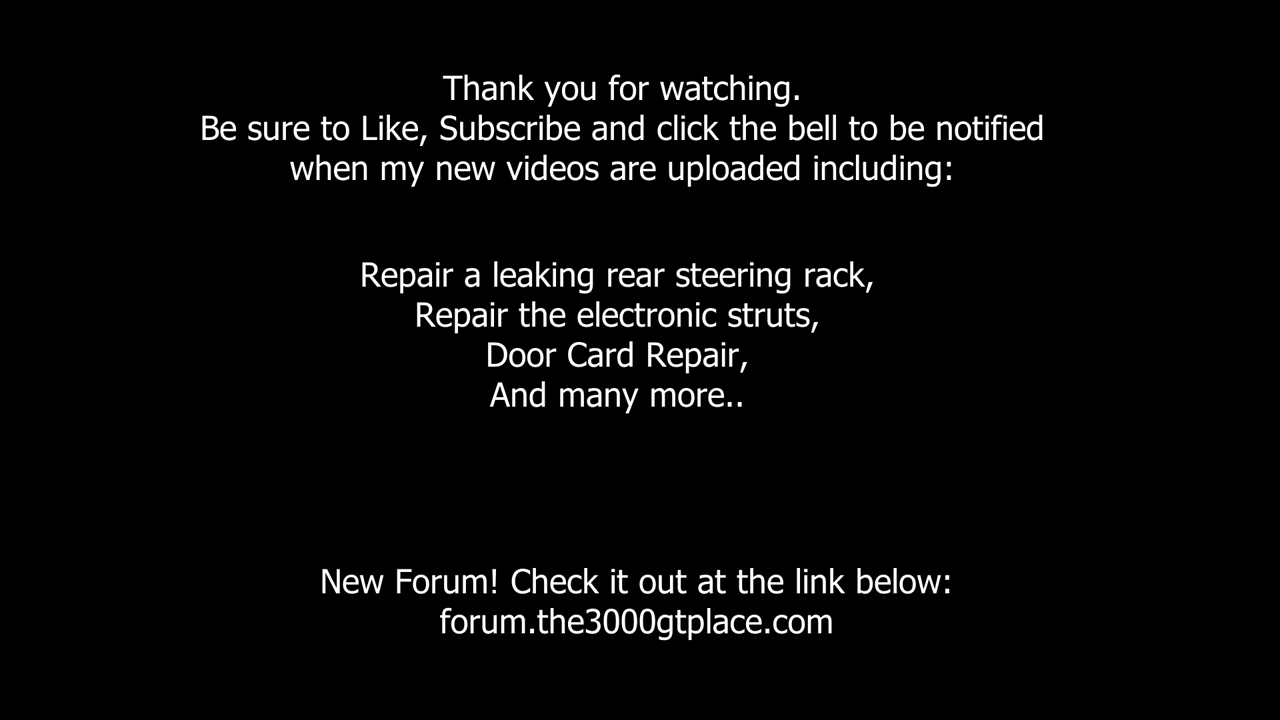 Thank you for watching.
Be sure to Like, Subscribe and click the bell to be notified
when my new videos are uploaded including:
Repair a leaking rear steering rack,
Repair the electronic struts,
Door Card Repair,
And many more..
New Forum! Check it out at the link below:
forum.the3000gtplace.com